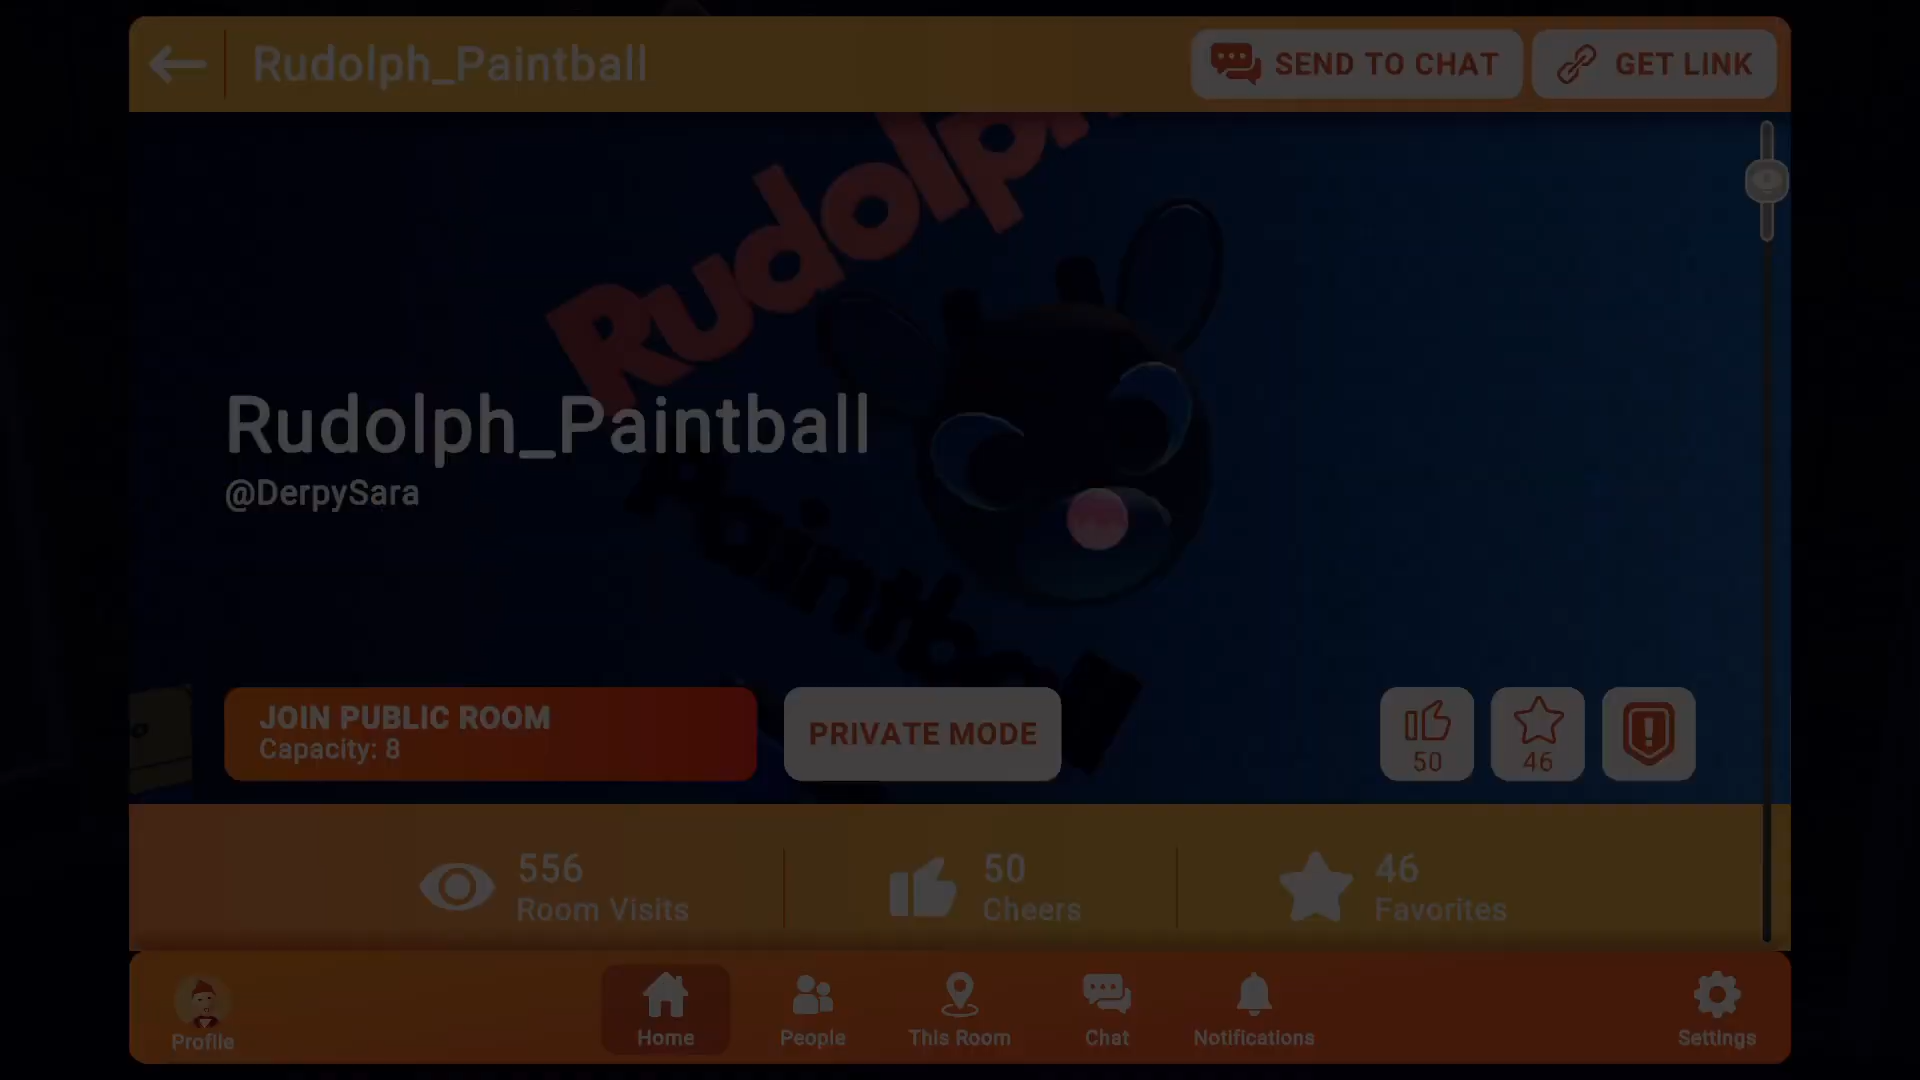 Rudolph_Paintball
SEND TO CHAT
GET LINK
Rudolph
Rudolph_Paintball
@DerpySara
Paintball
JOIN PUBLIC ROOM
Capacity: 8
PRIVATE MODE
50
46
556
Room Visits
50
Cheers
46
Favorites
Profile
Home
People
This Room
Chat
Notifications
Settings